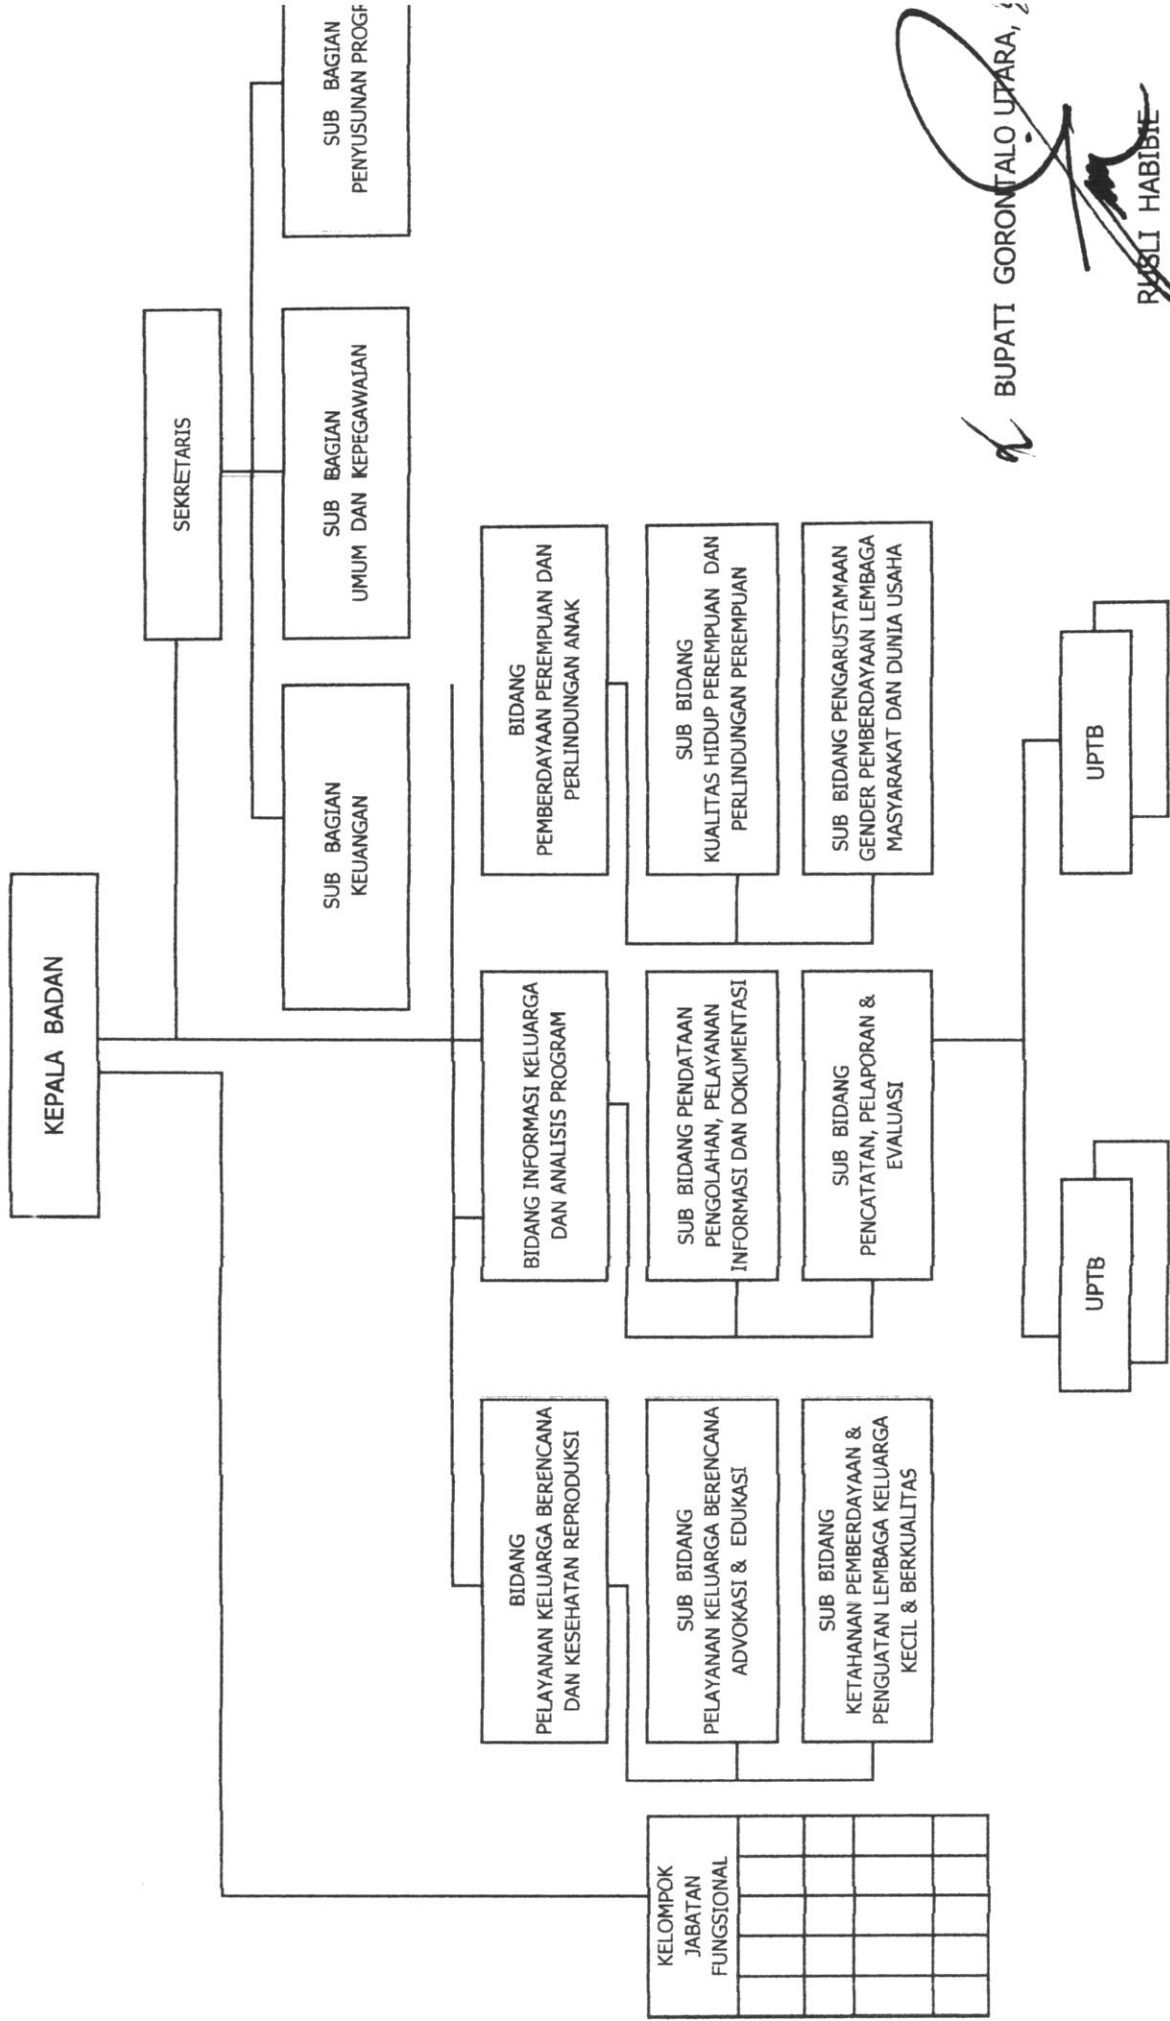 KEPALA BADAN
SEKRETARIS
SUB BAGIAN
KEUANGAN
SUB BAGIAN
UMUM DAN KEPEGAWAIAN
SUB BAGIAN
PENYUSUNAN
BIDANG
PELAYANAN KELUARGA BERENCANA
DAN KESEHATAN REPRODUKSI
BIDANG INFORMASI KELUARGA
DAN ANALISIS PROGRAM
BIDANG
PEMBERDAYAAN PEREMPUAN DAN
PERLINDUNGAN ANAK
KELOMPOK
JABATAN
FUNGSIONAL
SUB BIDANG
PELAYANAN KELUARGA BERENCANA
ADVOKASI & EDUKASI
SUB BIDANG PENDATAAN
PENGOLAHAN, PELAYANAN
INFORMASI DAN DOKUMENTASI
SUB BIDANG
KUALITAS HIDUP PEREMPUAN DAN
PERLINDUNGAN PEREMPUAN
SUB BIDANG
KETAHANAN PEMBERDAYAAN &
PENGUATAN LEMBAGA KELUARGA
KECIL & BERKUALITAS
SUB BIDANG
PENCATATAN, PELAPORAN &
EVALUASI
SUB BIDANG PENGARUSTAMAAN
GENDER PEMBERDAYAAN LEMBAGA
MASYARAKAT DAN DUNIA USAHA
UPTB
UPTB
BUPATI GORONTALO UTARA,
RUSLI HABIBIE